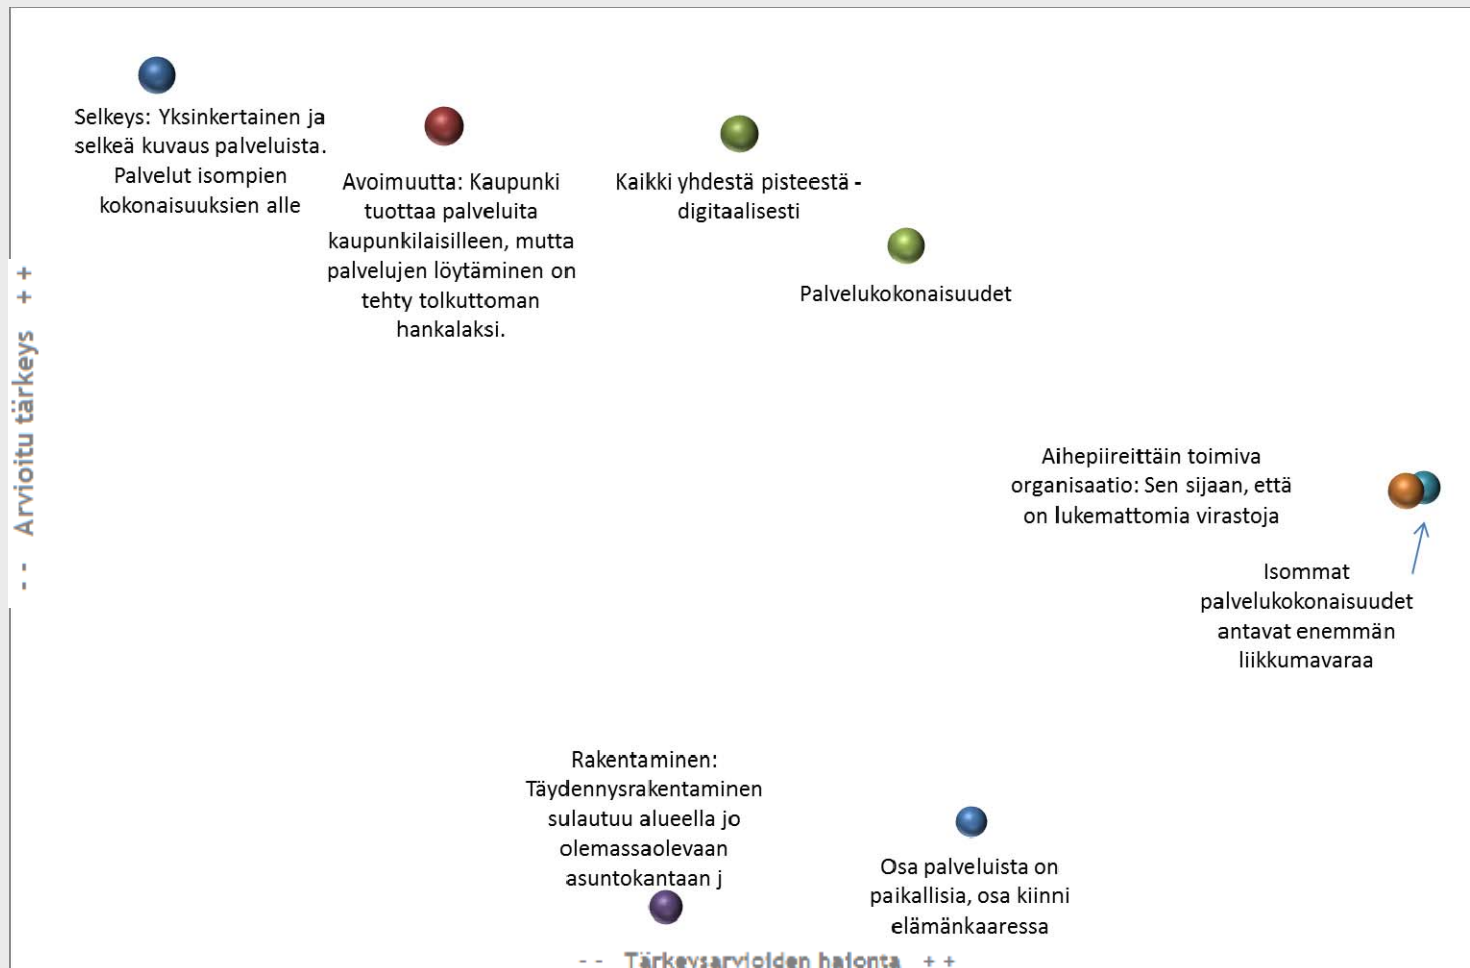 Selkeys: Yksinkertainen ja
selkeä kuvaus palveluista.
Palvelut isompien
kokonaisuuksien alle
Avoimuutta: Kaupunki
tuottaa palveluita
kaupunkilaisilleen, mutta
palvelujen löytäminen on
tehty tolkuttoman
hankalaksi.
Kaikki yhdestä pisteestä -
digitaalisesti
Palvelukokonaisuudet
-- Arvioitu tärkeys ++
Aihepiireittäin toimiva
organisaatio: Sen sijaan, että
on lukemattomia virastoja
Isommat
palvelukokonaisuudet
antavat enemmän
liikkumavaraa
Rakentaminen:
Täydennysrakentaminen
sulautuu alueella jo
olemassaolevaan
asuntokantaan j
Osa palveluista on
paikallisia, osa kiinni
elämänkaaressa
-- Tärkeysarvioiden hajonta ++